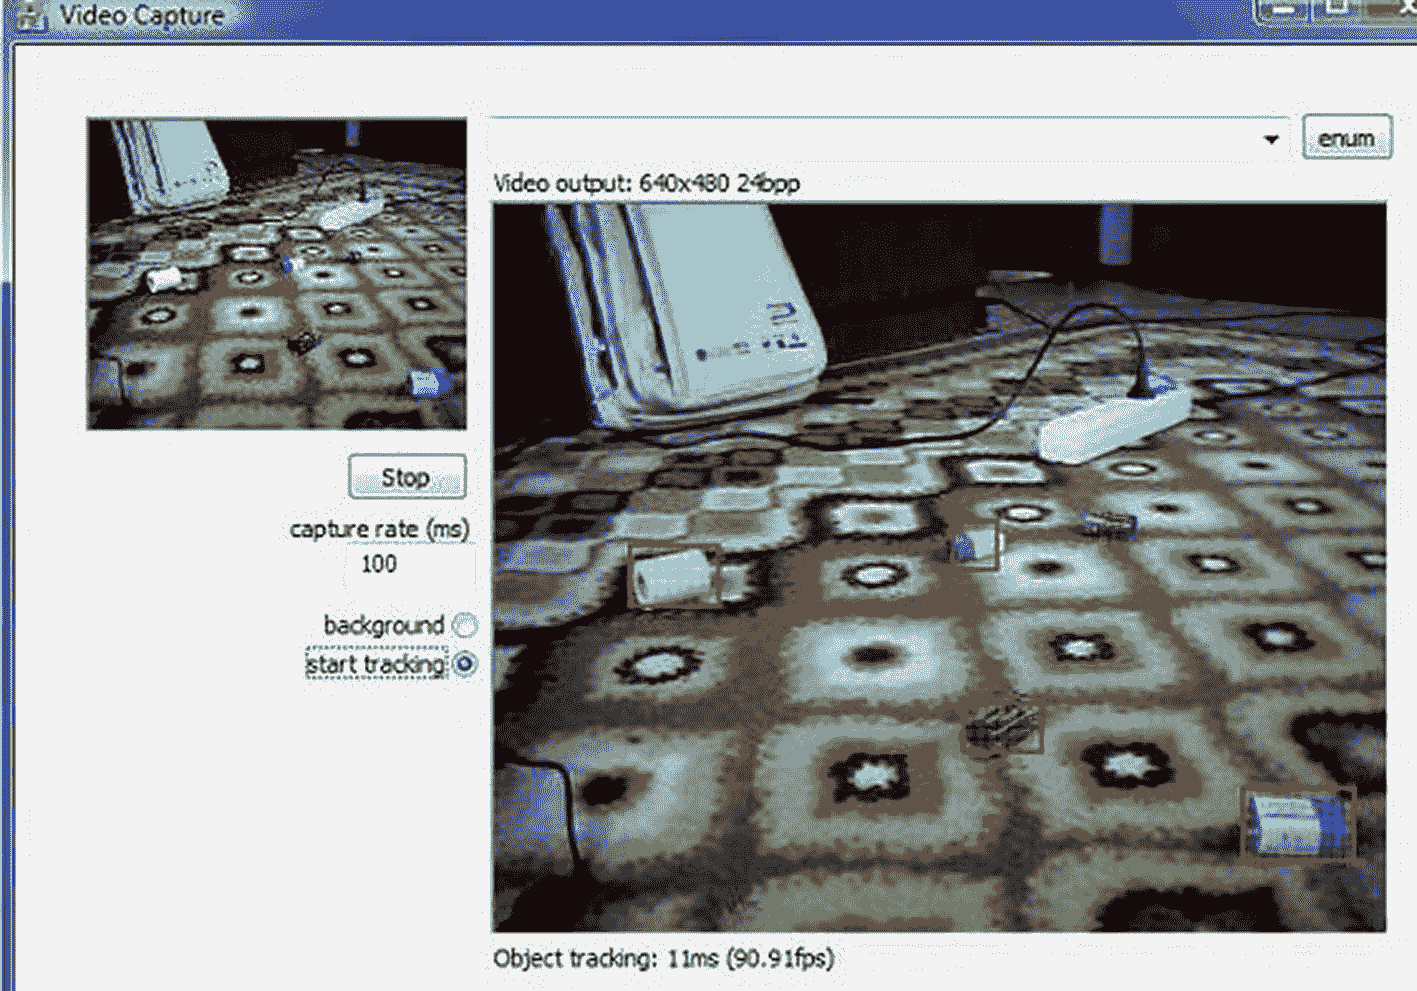 Video Capture
enum
Video output: 640x480 24bpp
Stop
capture rate (ms)
100
background
start tracking
Object tracking: 11ms (90.91fps)